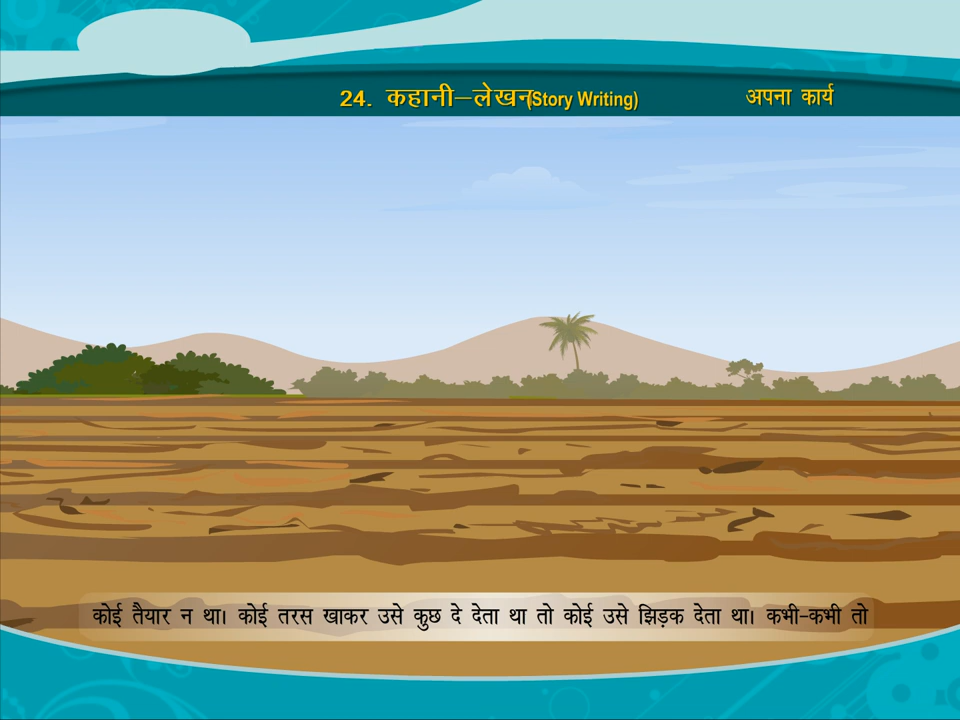 24. कहानी–लेखन(Story Writing) अपना कार्य
कोई तैयार न था। कोई तरस खाकर उसे कुछ दे देता था तो कोई उसे झिड़क देता था। कभी-कभी तो